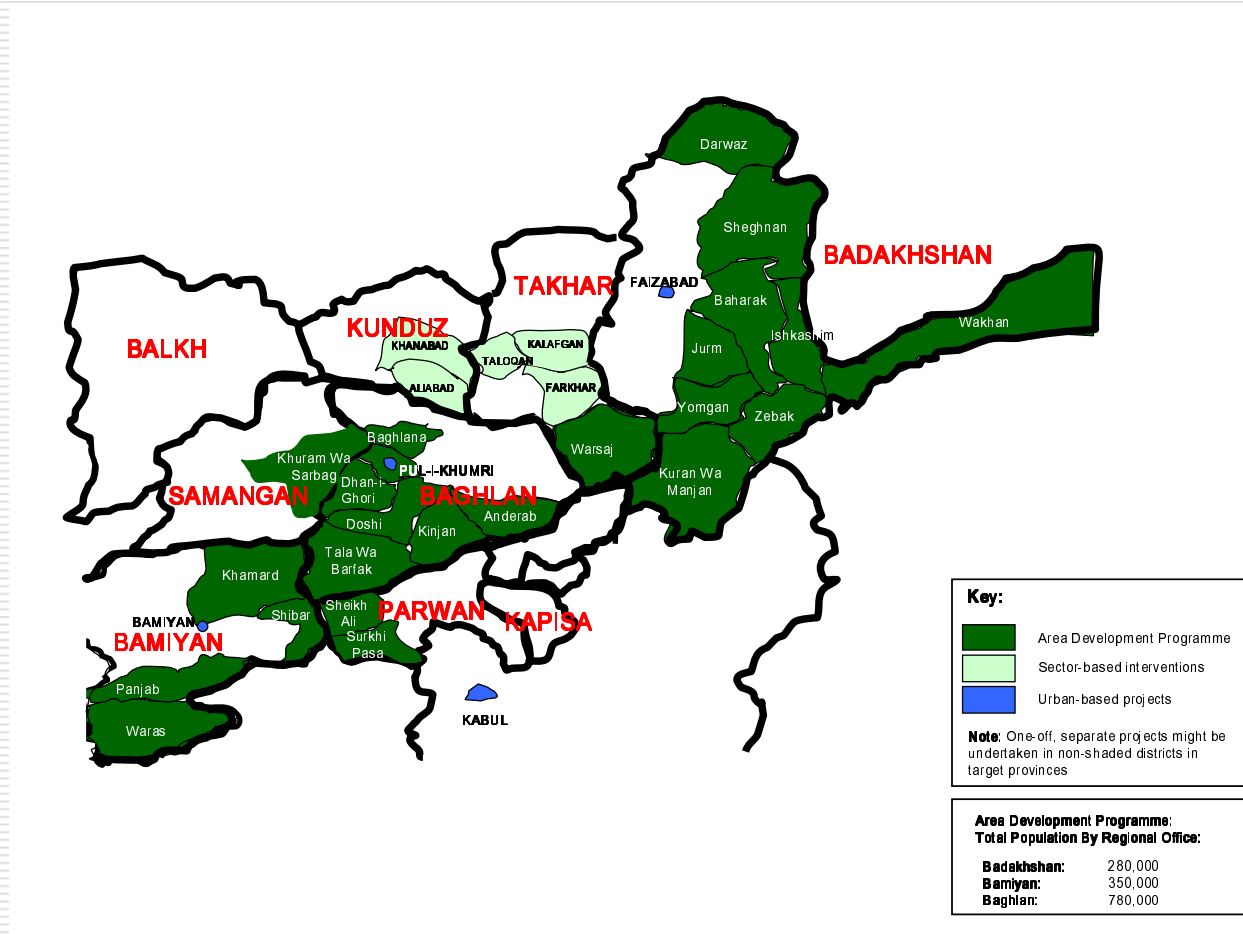 Darwaz
Sheghnan
BADAKHSHAN
TAKHAR
FAIZABAD
Baharak
Wakhan
KUNDUZ
Ishkashim
BALKH
KHANABAD
KALAFGAN
Jurm
TALOQAN
ALIABAD
FARKHAR
Yomgan
Zebak
Baghlana
Warsaj
Khuram Wa
Sarbag
PUL-I-KHUMRI
Kuran Wa
Manjan
Dhan-i-
Ghori
SAMANGAN
BAGHLAN
Anderab
Doshi
Kinjan
Tala Wa
Barfak
Khamard
Shibar
Sheikh
Ali
PARWAN
KAPISA
BAMIYAN
BAMIYAN
Surkhi
Pasa
Panjab
Waras
KABUL
Key:
Area Development Programme
Sector-based interventions
Urban-based projects
Note: One-off, separate projects might be
undertaken in non-shaded districts in
target provinces
Area Development Programme:
Total Population By Regional Office:
Badakhshan: 280,000
Bamiyan: 350,000
Baghlan: 780,000